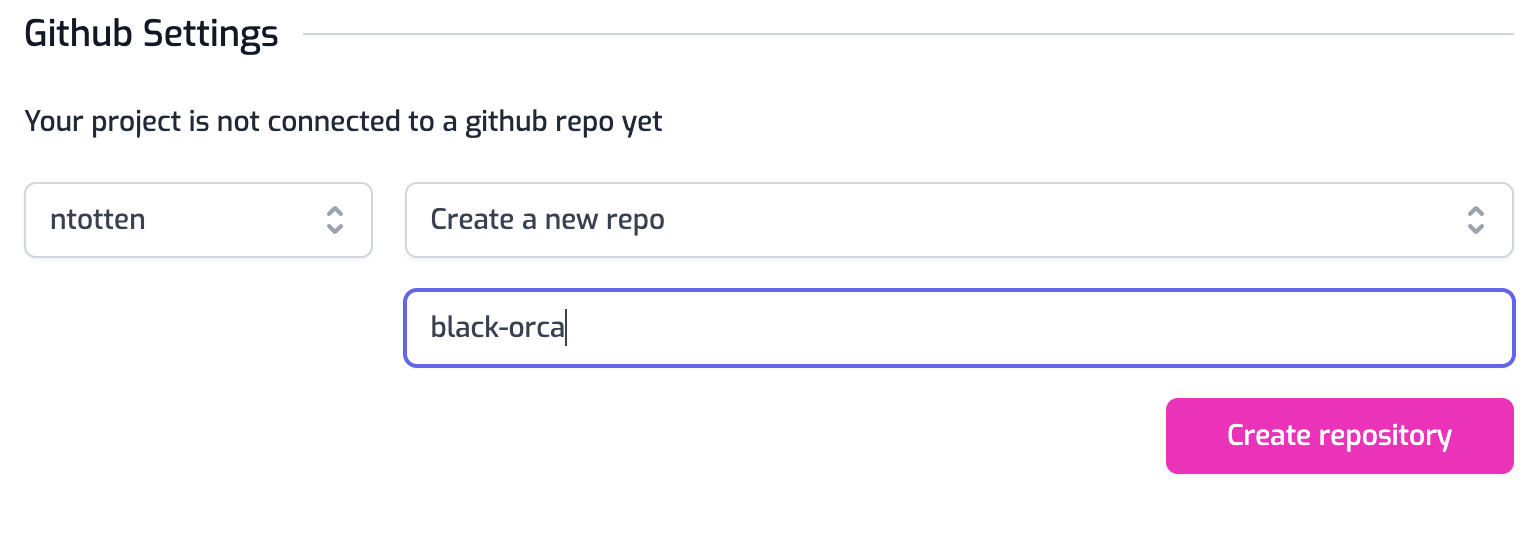 Github Settings
Your project is not connected to a github repo yet
ntotten
Create a new repo
black-orca
Create repository